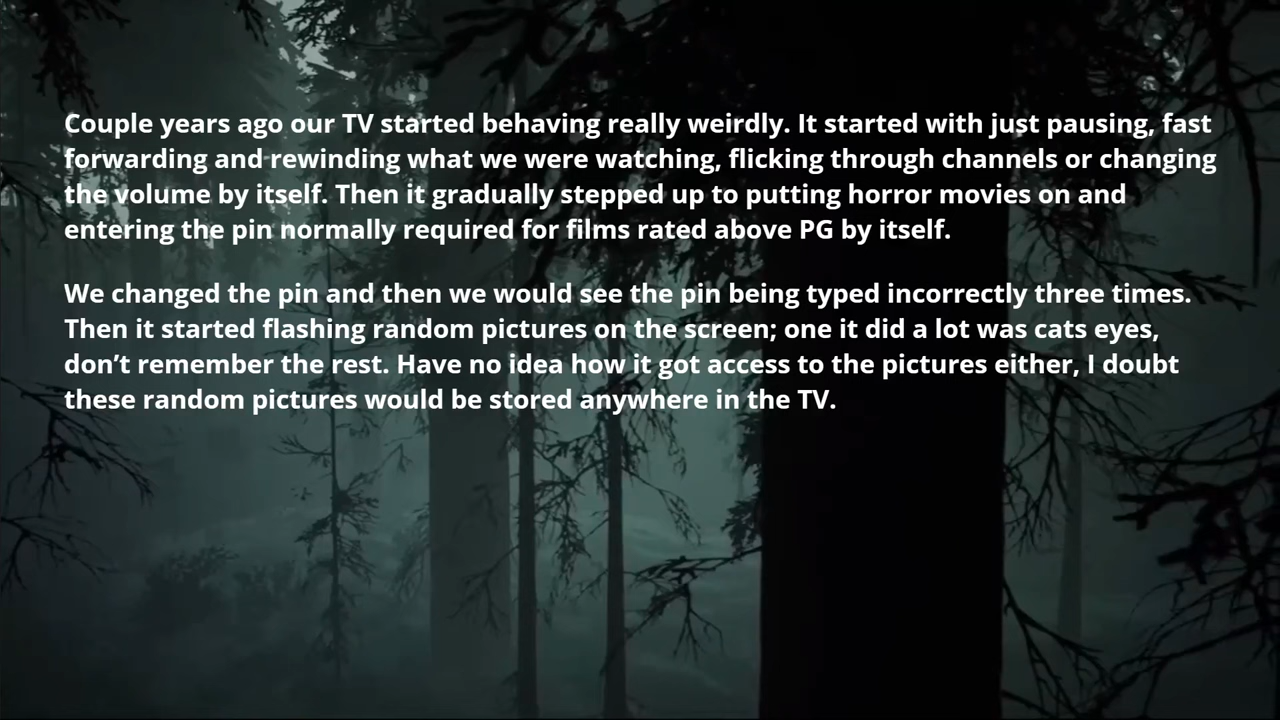 Couple years ago our TV started behaving really weirdly. It started with just pausing, fast
forwarding and rewinding what we were watching, flicking through channels or changing
the volume by itself. Then it gradually stepped up to putting horror movies on and
entering the pin normally required for films rated above PG by itself.
We changed the pin and then we would see the pin being typed incorrectly three times.
Then it started flashing random pictures on the screen; one it did a lot was cats eyes,
don’t remember the rest. Have no idea how it got access to the pictures either, I doubt
these random pictures would be stored anywhere in the TV.